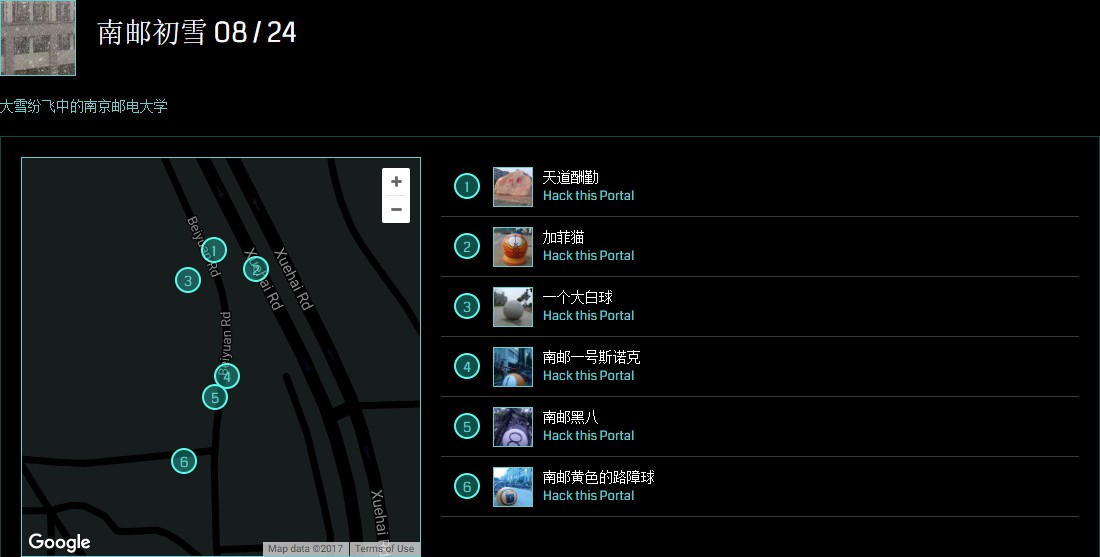 南邮初雪 08 / 24
大雪纷飞中的南京邮电大学
+
−
Beiyuan Rd
Xuehai Rd
Xuehai Rd
Beiyuan Rd
Xuehai Rd
1
2
3
4
5
6
Google
Map data ©2017
Terms of Use
1
天道酬勤
Hack this Portal
2
加菲猫
Hack this Portal
3
一个大白球
Hack this Portal
4
南邮一号斯诺克
Hack this Portal
5
南邮黑八
Hack this Portal
6
南邮黄色的路障球
Hack this Portal